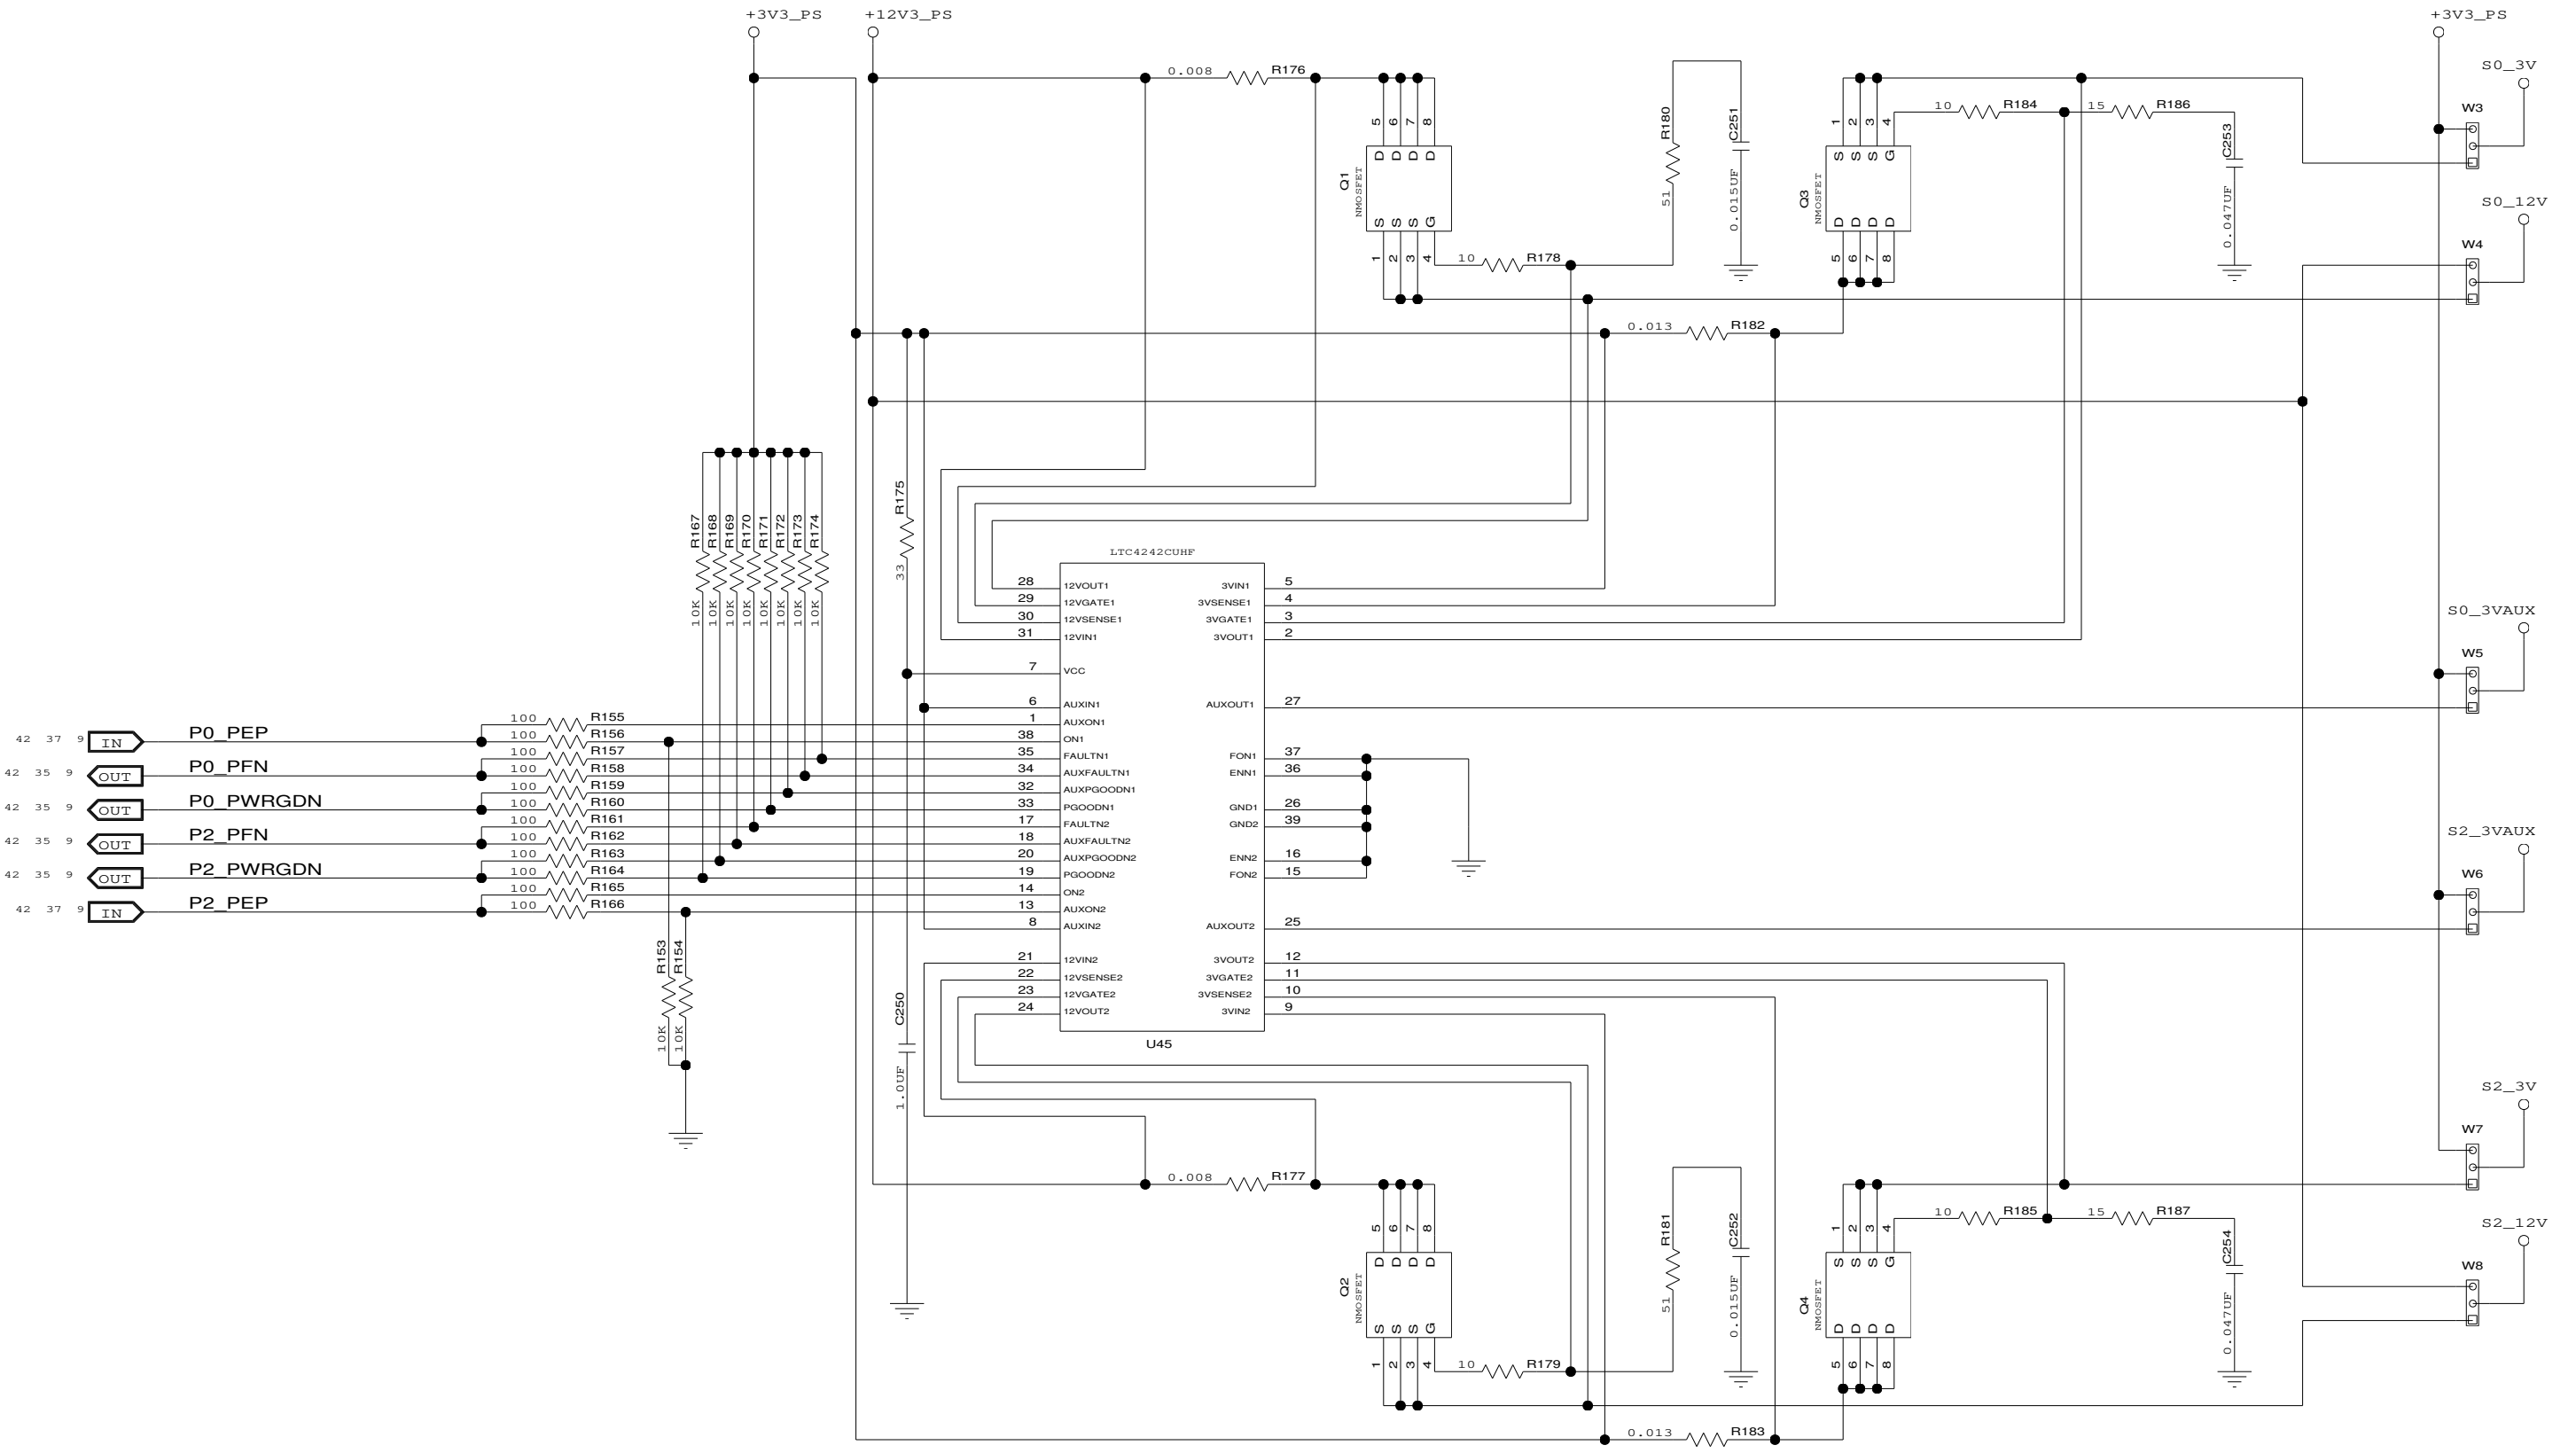 +3V3_PS
+12V3_PS
+3V3_PS
S0_3V
0.008 R176
R180
51
C251
0.015UF
10 R184
15 R186
C253
0.047UF
W3
5 6 7 8
D D D D
Q1
NMOSFET
S S S G
1 2 3 4
1 2 3 4
S S S G
Q3
NMOSFET
D D D D
5 6 7 8
S0_12V
W4
10 R178
0.013 R182
R175
33
R167
R168
R169
R170
R171
R172
R173
R174
10K
10K
10K
10K
10K
10K
10K
10K
LTC4242CUHF
28 12VOUT1 3VIN1 5
29 12VGATE1 3VSENSE1 4
30 12VSENSE1 3VGATE1 3
31 12VIN1 3VOUT1 2
7 VCC
6 AUXIN1 AUXOUT1 27
1 AUXON1
38 ON1
35 FAULTN1 FON1 37
34 AUXFAULTN1 ENN1 36
32 AUXPGOODN1
33 PGOODN1 GND1 26
17 FAULTN2 GND2 39
18 AUXFAULTN2
20 AUXPGOODN2 ENN2 16
19 PGOODN2 FON2 15
14 ON2
13 AUXON2
8 AUXIN2 AUXOUT2 25
21 12VIN2 3VOUT2 12
22 12VSENSE2 3VGATE2 11
23 12VGATE2 3VSENSE2 10
24 12VOUT2 3VIN2 9
U45
S0_3VAUX
W5
S2_3VAUX
W6
42 37 9 IN P0_PEP
42 35 9 OUT P0_PFN
42 35 9 OUT P0_PWRGDN
42 35 9 OUT P2_PFN
42 35 9 OUT P2_PWRGDN
42 37 9 IN P2_PEP
100 R155
100 R156
100 R157
100 R158
100 R159
100 R160
100 R161
100 R162
100 R163
100 R164
100 R165
100 R166
R153
R154
10K
10K
C250
1.0UF
S2_3V
W7
0.008 R177
R181
51
C252
0.015UF
10 R185
15 R187
C254
0.047UF
S2_12V
W8
5 6 7 8
D D D D
Q2
NMOSFET
S S S G
1 2 3 4
1 2 3 4
S S S G
Q4
NMOSFET
D D D D
5 6 7 8
10 R179
0.013 R183